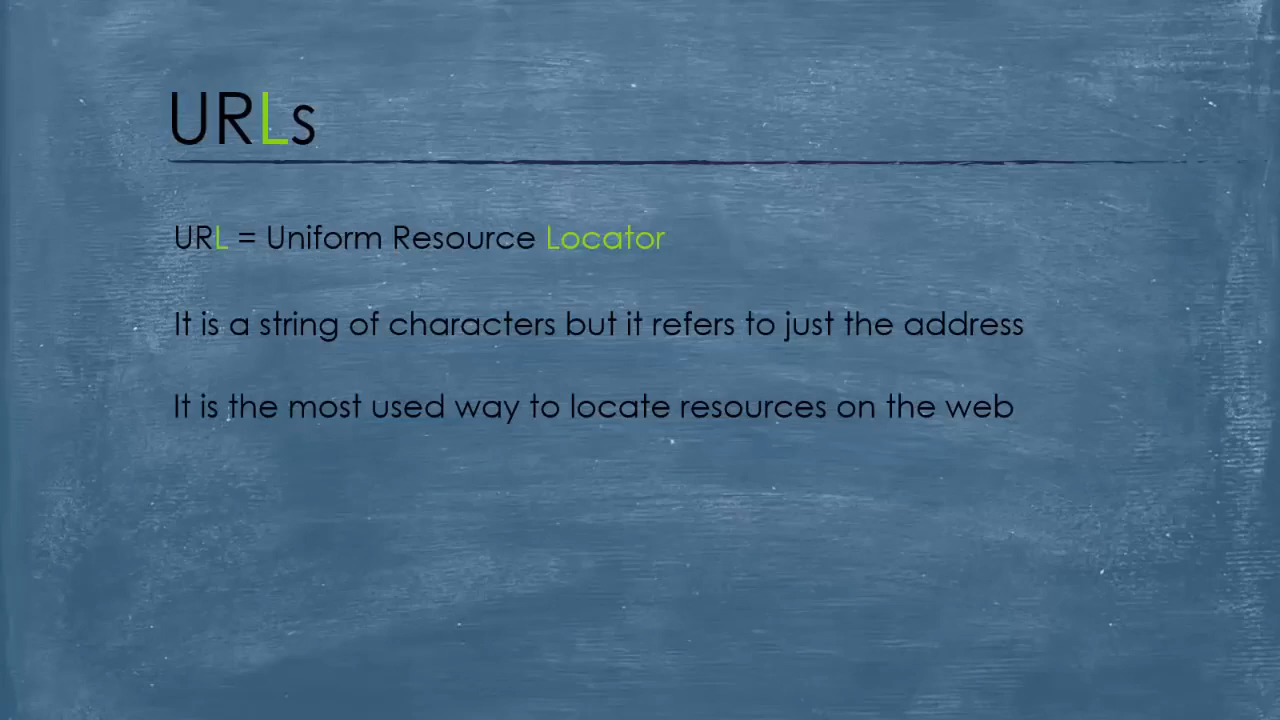 URLs
URL = Uniform Resource Locator
It is a string of characters but it refers to just the address
It is the most used way to locate resources on the web